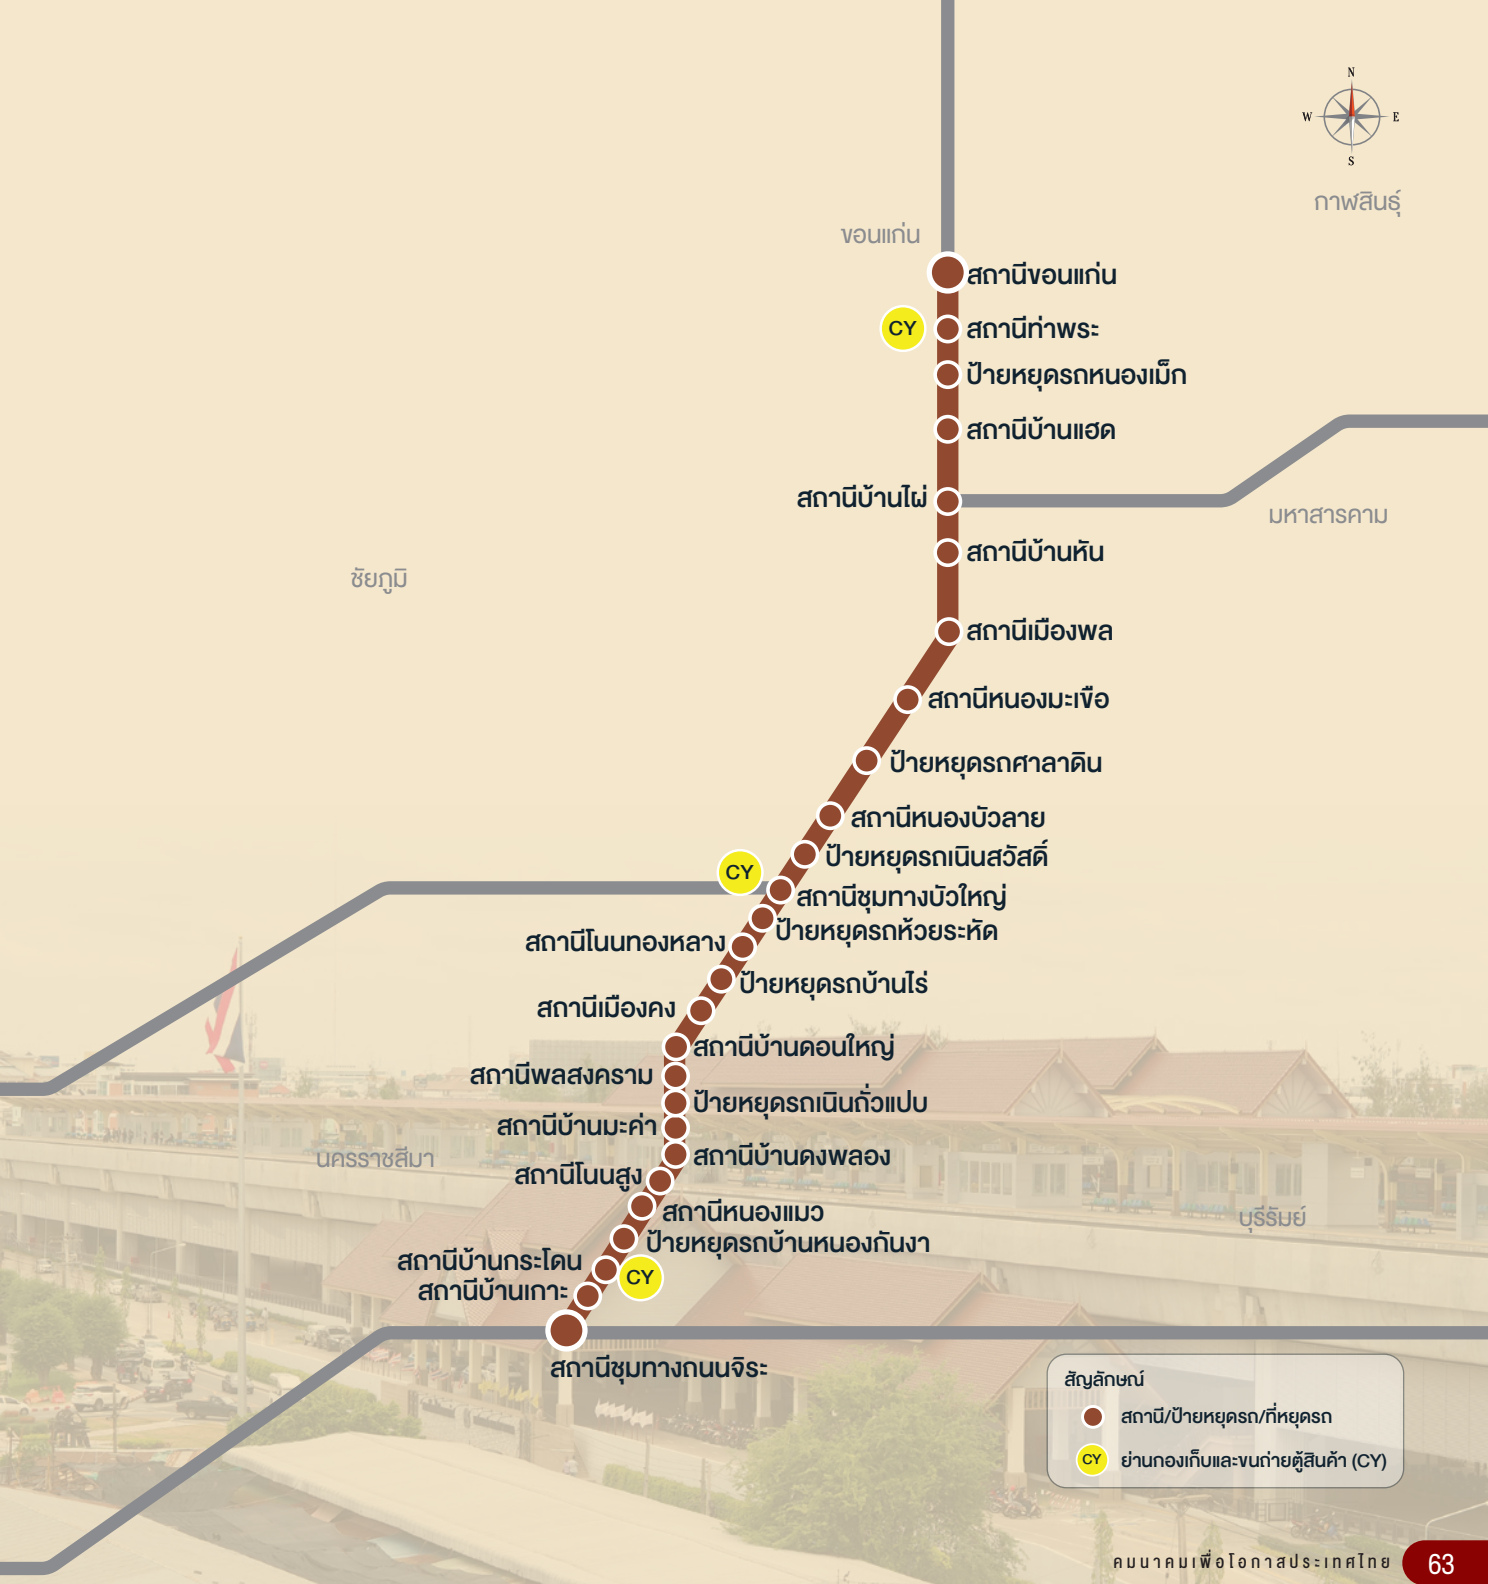 N
W
E
S
กาฬสินธุ์
ขอนแก่น
สถานีขอนแก่น
CY
สถานีท่าพระ
ป้ายหยุดรถหนองเม็ก
สถานีบ้านแฮด
สถานีบ้านไผ่
มหาสารคาม
สถานีบ้านหัน
ชัยภูมิ
สถานีเมืองพล
สถานีหนองมะเขือ
ป้ายหยุดรถศาลาดิน
สถานีหนองบัวลาย
ป้ายหยุดรถเนินสวัสดิ์
CY
สถานีชุมทางบัวใหญ่
ป้ายหยุดรถห้วยระหัด
สถานีโนนทองหลาง
ป้ายหยุดรถบ้านไร่
สถานีเมืองคง
สถานีบ้านดอนใหญ่
สถานีพลสงคราม
ป้ายหยุดรถเนินถั่วแปบ
สถานีบ้านมะค่า
สถานีบ้านดงพลอง
นครราชสีมา
สถานีโนนสูง
สถานีหนองแมว
บุรีรัมย์
ป้ายหยุดรถบ้านหนองกันงา
สถานีบ้านกระโดน
CY
สถานีบ้านเกาะ
สถานีชุมทางถนนจิระ
สัญลักษณ์
สถานี/ป้ายหยุดรถ/ที่หยุดรถ
CY ย่านกองเก็บและขนถ่ายตู้สินค้า (CY)
คมนาคมเพื่อโอกาสประเทศไทย 63